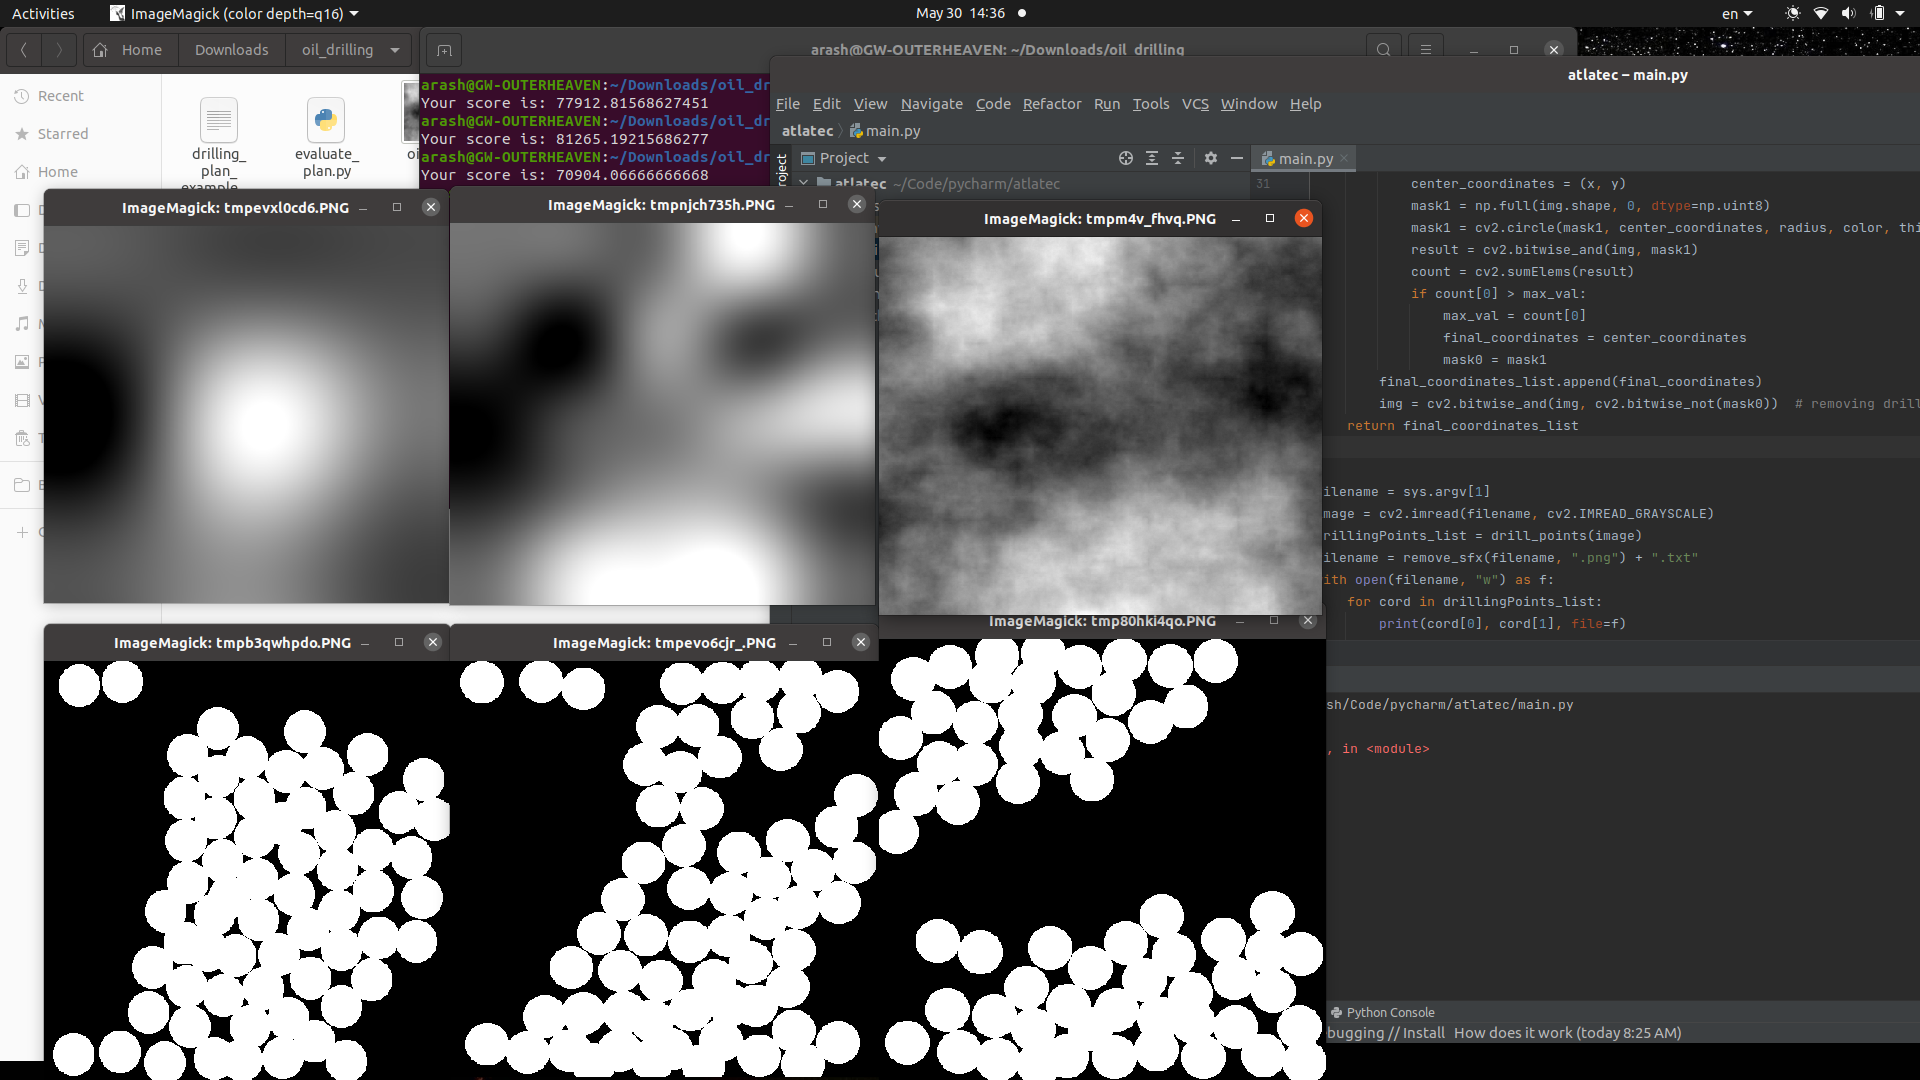 Activities
ImageMagick (color depth=q16)
May 30 14:36
en
Home
Downloads
oil_drilling
arash@GW-OUTERHEAVEN: ~/Downloads/oil_drilling
Recent
Starred
Home
drilling_
plan_
example
evaluate_
plan.py
arash@GW-OUTERHEAVEN:~/Downloads/oil_dr
Your score is: 77912.81568627451
arash@GW-OUTERHEAVEN:~/Downloads/oil_dr
Your score is: 81265.19215686277
arash@GW-OUTERHEAVEN:~/Downloads/oil_dr
Your score is: 70904.06666666668
atlatec – main.py
File Edit View Navigate Code Refactor Run Tools VCS Window Help
atlatec main.py
Project
main.py
atlatec ~/Code/pycharm/atlatec
31
center_coordinates = (x, y)
mask1 = np.full(img.shape, 0, dtype=np.uint8)
mask1 = cv2.circle(mask1, center_coordinates, radius, color, thi
result = cv2.bitwise_and(img, mask1)
count = cv2.sumElems(result)
if count[0] > max_val:
max_val = count[0]
final_coordinates = center_coordinates
mask0 = mask1
final_coordinates_list.append(final_coordinates)
img = cv2.bitwise_and(img, cv2.bitwise_not(mask0)) # removing drill
return final_coordinates_list
ilename = sys.argv[1]
mage = cv2.imread(filename, cv2.IMREAD_GRAYSCALE)
rillingPoints_list = drill_points(image)
ilename = remove_sfx(filename, ".png") + ".txt"
ith open(filename, "w") as f:
for cord in drillingPoints_list:
print(cord[0], cord[1], file=f)
ImageMagick: tmpevxl0cd6.PNG
ImageMagick: tmpnjch735h.PNG
ImageMagick: tmpm4v_fhvq.PNG
ImageMagick: tmpb3qwhpdo.PNG
ImageMagick: tmpevo6cjr_.PNG
ImageMagick: tmp80hki4qo.PNG
sh/Code/pycharm/atlatec/main.py
, in <module>
Python Console
bugging // Install How does it work (today 8:25 AM)